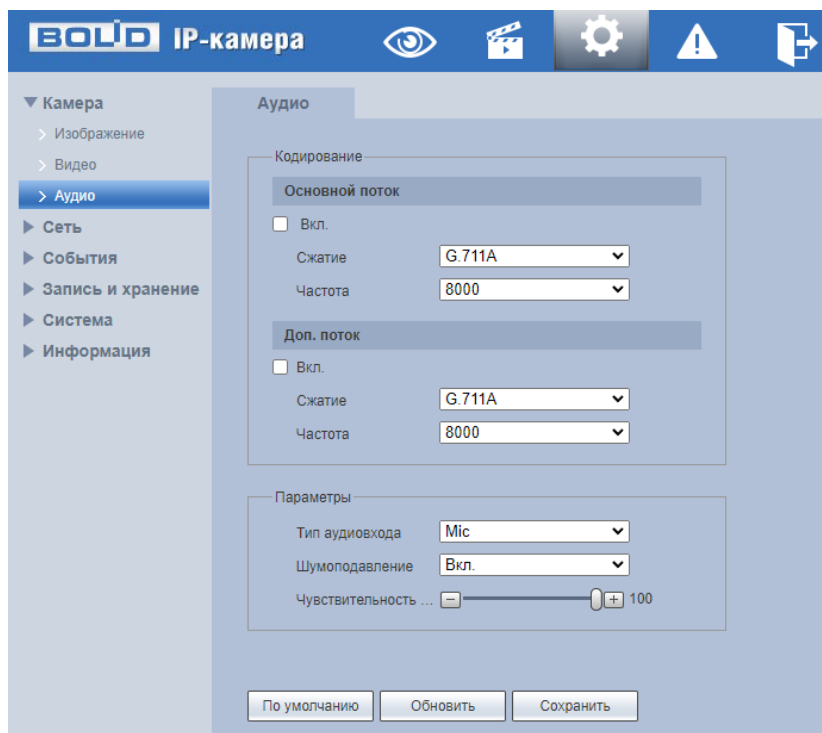 BOLID IP-камера
Камера
Изображение
Видео
Аудио
Сеть
События
Запись и хранение
Система
Информация
Аудио
Кодирование
Основной поток
Вкл.
Сжатие G.711A
Частота 8000
Доп. поток
Вкл.
Сжатие G.711A
Частота 8000
Параметры
Тип аудиовхода Mic
Шумоподавление Вкл.
Чувствительность ... 100
По умолчанию Обновить Сохранить